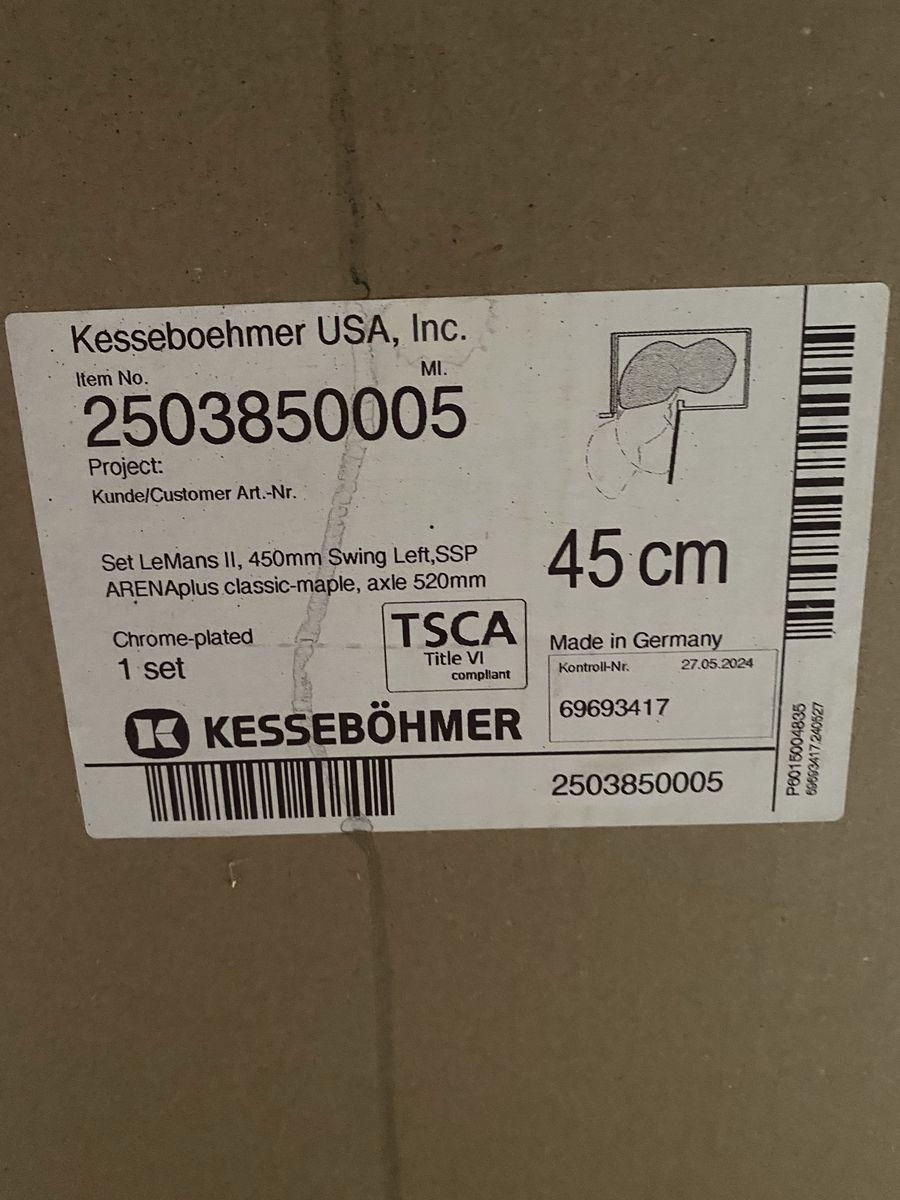 Kesseboehmer USA, Inc.
Item No.
MI.
2503850005
Project:
Kunde/Customer Art.-Nr.
Set LeMans II, 450mm Swing Left,SSP
ARENAplus classic-maple, axle 520mm
45 cm
Chrome-plated
1 set
TSCA
Title VI
compliant
Made in Germany
Kontroll-Nr. 27.05.2024
69693417
K KESSEBÖHMER
2503850005
P6015004835
69693417.240527